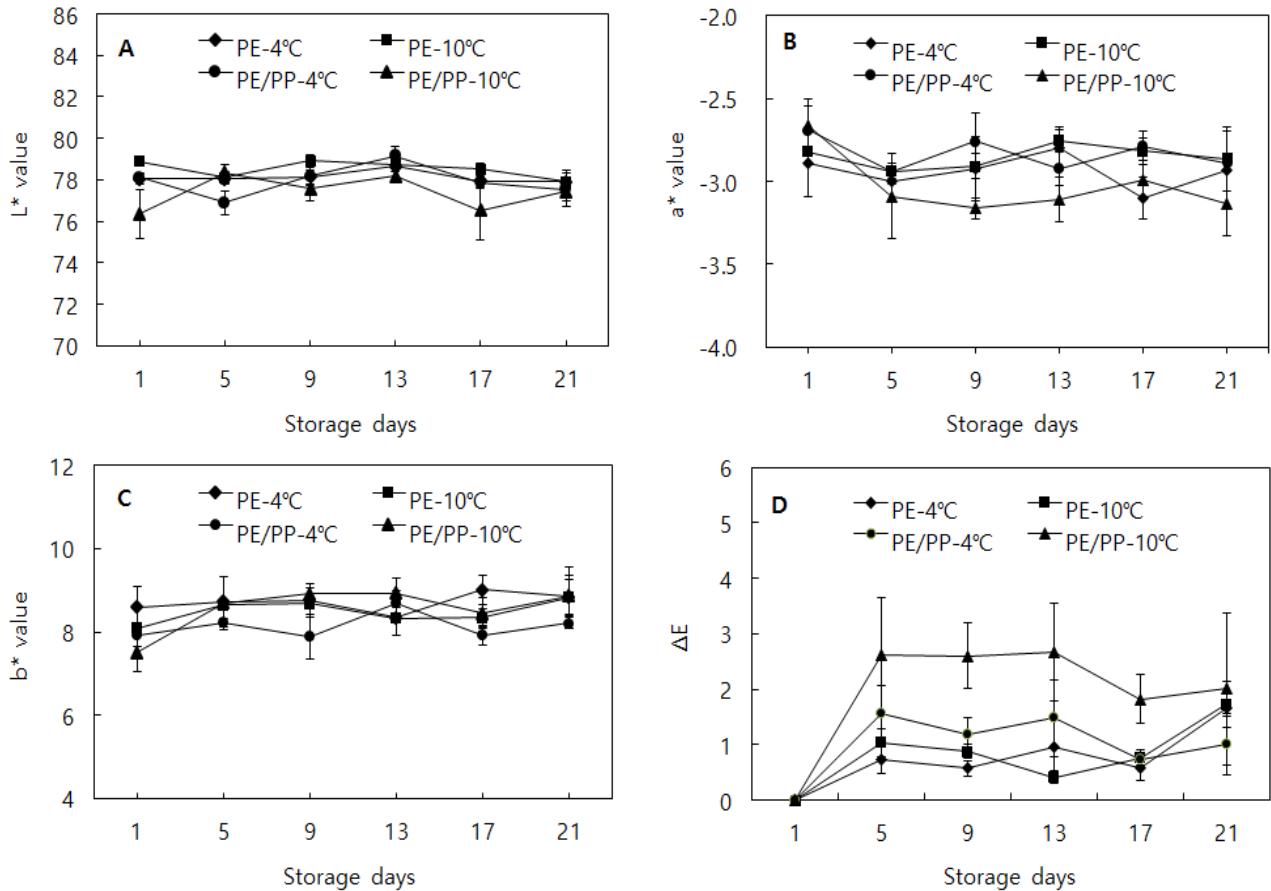 86
84
82
80
78
76
74
72
70
L* value
A
PE-4℃
PE-10℃
PE/PP-4℃
PE/PP-10℃
1 5 9 13 17 21
Storage days
-2.0
-2.5
-3.0
-3.5
-4.0
a* value
B
PE-4℃
PE-10℃
PE/PP-4℃
PE/PP-10℃
1 5 9 13 17 21
Storage days
12
10
8
6
4
b* value
C
PE-4℃
PE-10℃
PE/PP-4℃
PE/PP-10℃
1 5 9 13 17 21
Storage days
6
5
4
3
2
1
0
ΔE
D
PE-4℃
PE-10℃
PE/PP-4℃
PE/PP-10℃
1 5 9 13 17 21
Storage days